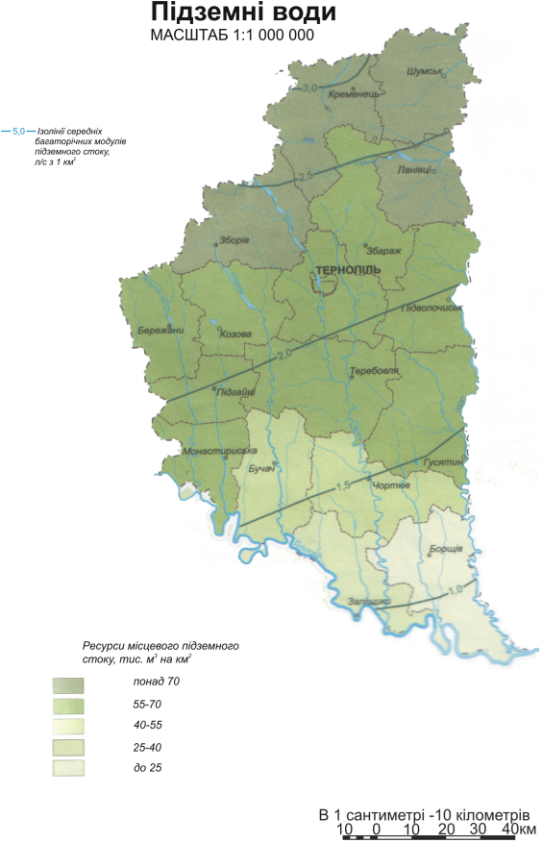 Підземні води
МАСШТАБ 1:1 000 000
Шумськ
3,0
Кременець
5,0 Ізолінії середніх
багаторічних модулів
підземного стоку,
л/с з 1 км²
2,5
Ланівці
Зборів
Збараж
ТЕРНОПІЛЬ
Підволочиськ
Бережани
Козова
2,0
Теребовля
Підгайці
Монастириська
Бучач
Гусятин
1,5
Чортків
Борщів
1,0
Заліщики
Ресурси місцевого підземного
стоку, тис. м³ на км²
понад 70
55-70
40-55
25-40
до 25
В 1 сантиметрі -10 кілометрів
10 0 10 20 30 40км